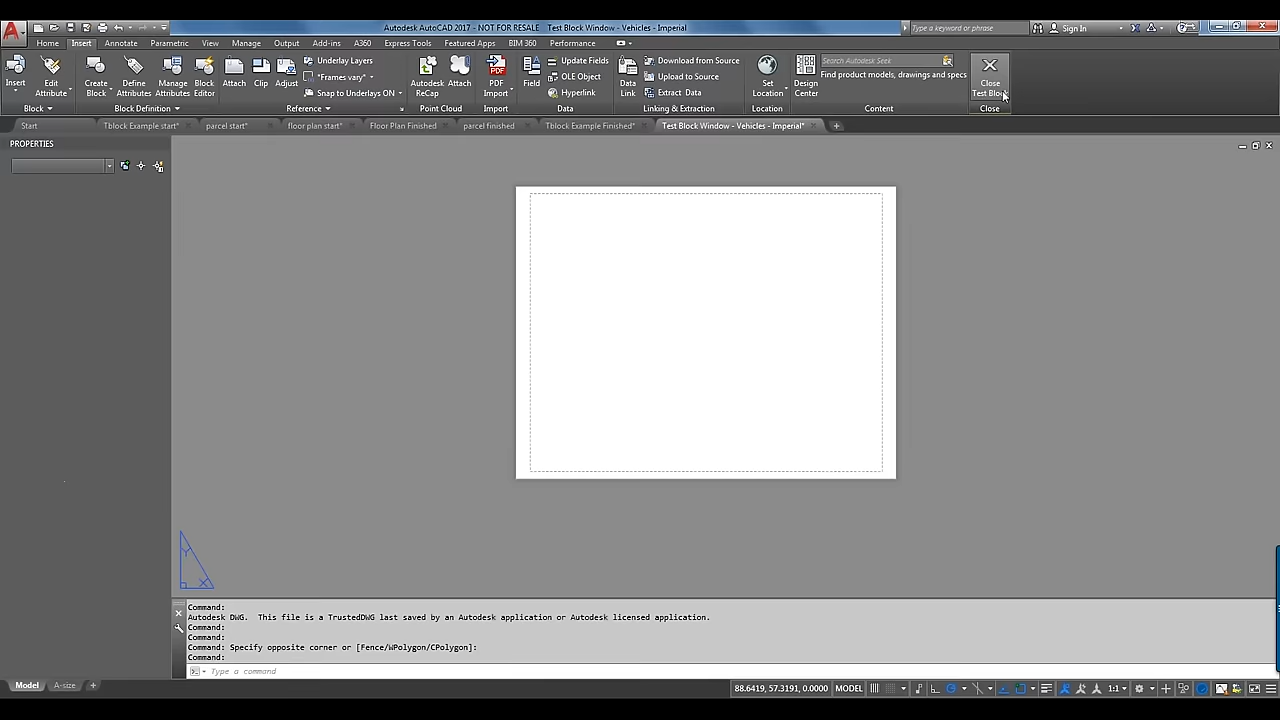 Autodesk AutoCAD 2017 - NOT FOR RESALE Test Block Window - Vehicles - Imperial
Type a keyword or phrase
Sign In
Home Insert Annotate Parametric View Manage Output Add-ins A360 Express Tools Featured Apps BIM 360 Performance
Insert
Edit Attribute
Create Block
Define Attributes
Manage Attributes
Block Editor
Attach
Clip
Adjust
Underlay Layers
*Frames vary*
Snap to Underlays ON
Autodesk ReCap
Attach
PDF Import
Field
Update Fields
OLE Object
Hyperlink
Data Link
Download from Source
Upload to Source
Extract Data
Set Location
Design Center
Search Autodesk Seek
Find product models, drawings and specs
Close Test Block
Block Block Definition Reference Point Cloud Import Data Linking & Extraction Location Content Close
Start Tblock Example start* parcel start* floor plan start* Floor Plan Finished parcel finished Tblock Example Finished* Test Block Window - Vehicles - Imperial*
PROPERTIES
Y
X
Command:
Autodesk DWG. This file is a TrustedDWG last saved by an Autodesk application or Autodesk licensed application.
Command:
Command:
Command: Specify opposite corner or [Fence/WPolygon/CPolygon]:
Command:
Type a command
Model A-size
88.6419, 57.3191, 0.0000 MODEL 1:1